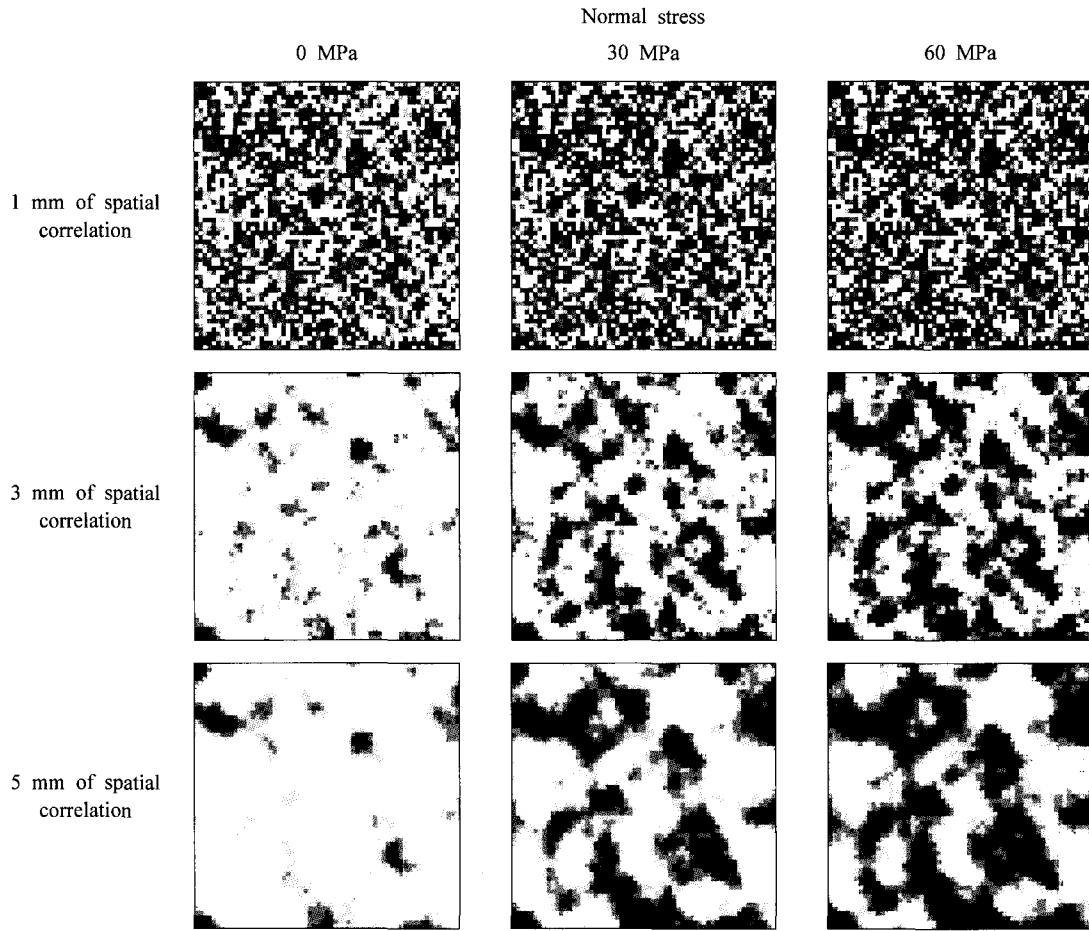 Normal stress
0 MPa
30 MPa
60 MPa
1 mm of spatial
correlation
3 mm of spatial
correlation
5 mm of spatial
correlation